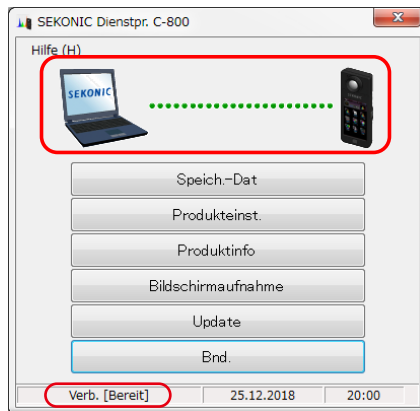 SEKONIC Dienstpr. C-800
Hilfe (H)
SEKONIC
Speich.-Dat
Produkteinst.
Produktinfo
Bildschirmaufnahme
Update
Bnd.
Verb. [Bereit] 25.12.2018 20:00